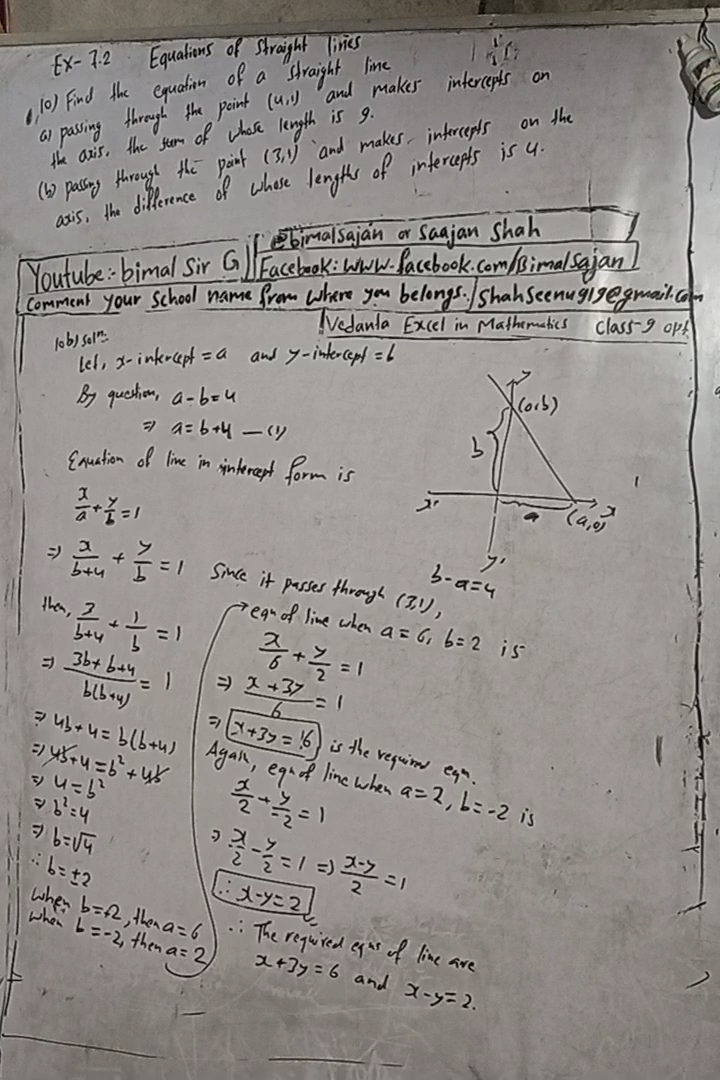 Ex- 7.2 Equations of Straight lines
10) Find the equation of a straight line
a) passing through the point (4,1) and makes intercepts on
the axis, the sum of whose length is 9.
(b) passing through the point (3,1) and makes intercepts on the
axis, the difference of whose lengths of intercepts is 4.
@bimalsajan or Saajan Shah
Youtube:- bimal Sir G
Facebook: www.facebook.com/BimalSajan
Comment your School name from where you belongs. / Shahseenu919@gmail.com
Vedanta Excel in Mathematics Class-9 opt
10b) solⁿ:
Let, x-intercept = a and y-intercept = b
By question, a-b=4
⇒ a=b+4 —(1)
Equation of line in intercept form is
x/a + y/b = 1
⇒ x/(b+4) + y/b = 1
Since it passes through (3,1),
then, 3/(b+4) + 1/b = 1
⇒ (3b+b+4)/(b(b+4)) = 1
⇒ 4b+4 = b(b+4)
⇒ 4b+4 = b²+4b
⇒ 4=b²
⇒ b²=4
⇒ b=√4
∴ b=±2
When b=+2, then a=6
when b=-2, then a=2
eqⁿ of line when a=6, b=2 is
x/6 + y/2 = 1
⇒ (x+3y)/6 = 1
⇒ x+3y=6 is the required eqn.
Again, eqn of line when a=2, b=-2 is
x/2 + y/-2 = 1
⇒ x/2 - y/2 = 1 ⇒ (x-y)/2 = 1
∴ x-y=2
∴ The required eqns of line are
x+3y=6 and x-y=2.
y
(0,b)
b
x'
a
(a,0)
x
y'
b-a=4